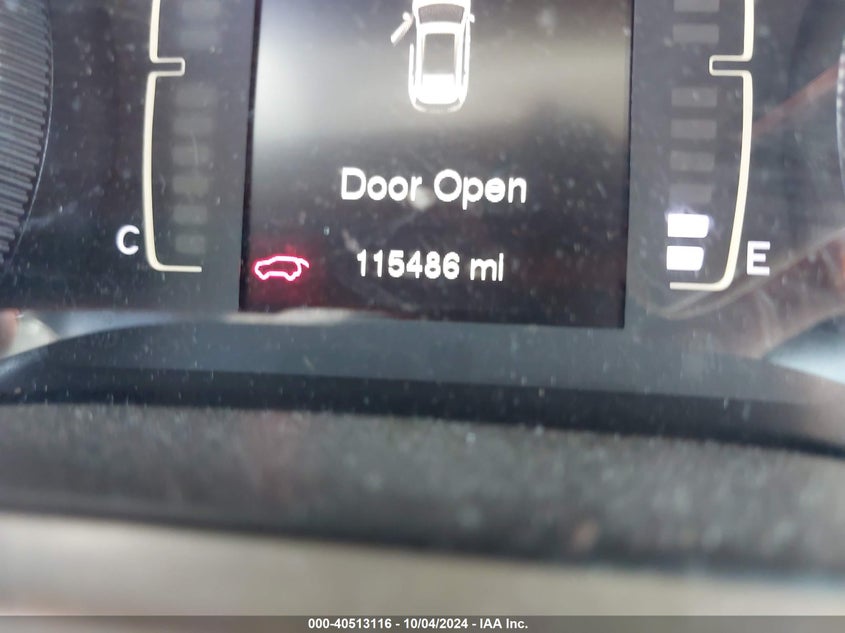 Door Open
C
115486 mi
E
000-40513116 - 10/04/2024 - IAA Inc.